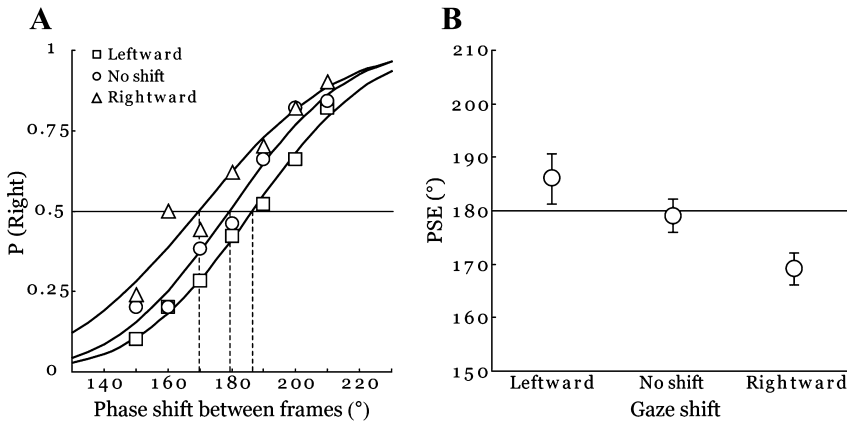 A
B
1
0.75
0.5
0.25
0
P (Right)
Leftward
No shift
Rightward
140 160 180 200 220
Phase shift between frames (°)
210
200
190
180
170
160
150
PSE (°)
Leftward No shift Rightward
Gaze shift